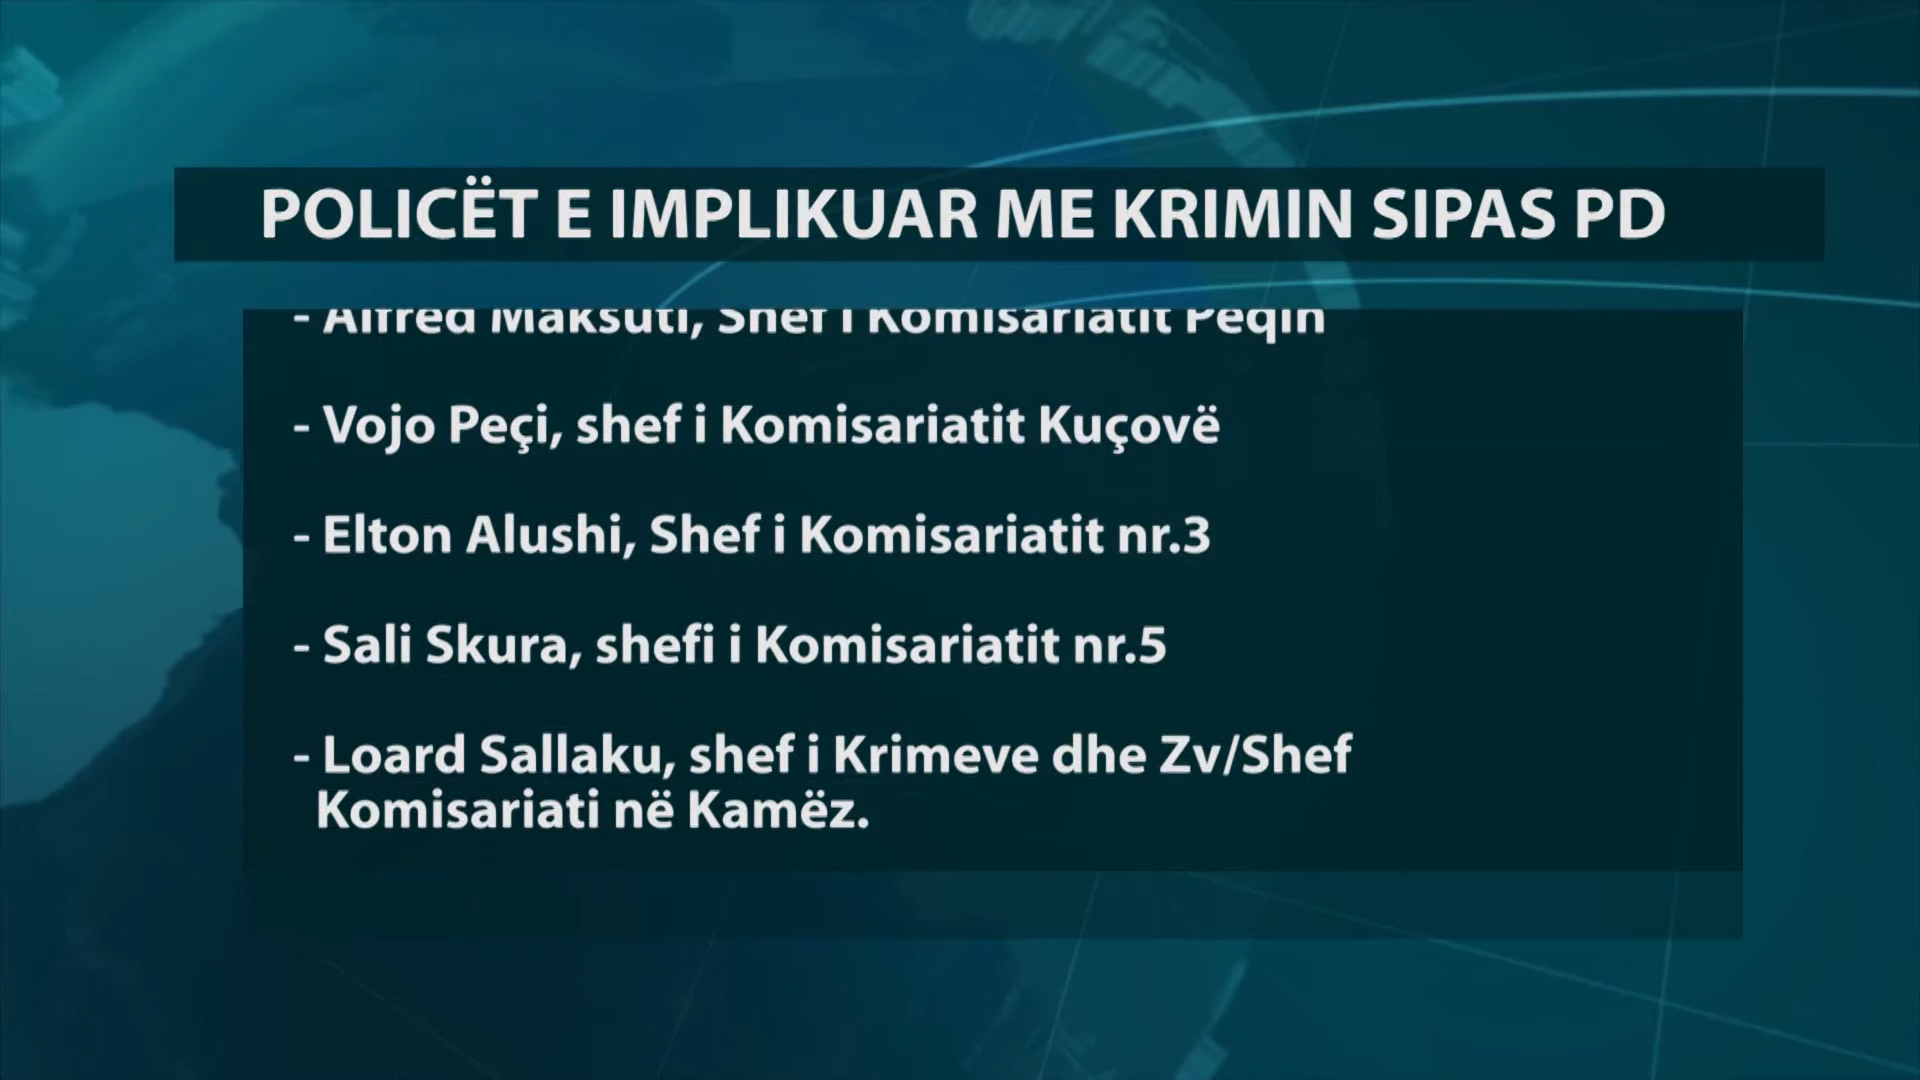 POLICËT E IMPLIKUAR ME KRIMIN SIPAS PD
- Alfred Maksuti, Shef i Komisariatit Peqin
- Vojo Peçi, shef i Komisariatit Kuçovë
- Elton Alushi, Shef i Komisariatit nr.3
- Sali Skura, shefi i Komisariatit nr.5
- Loard Sallaku, shef i Krimeve dhe Zv/Shef
Komisariati në Kamëz.